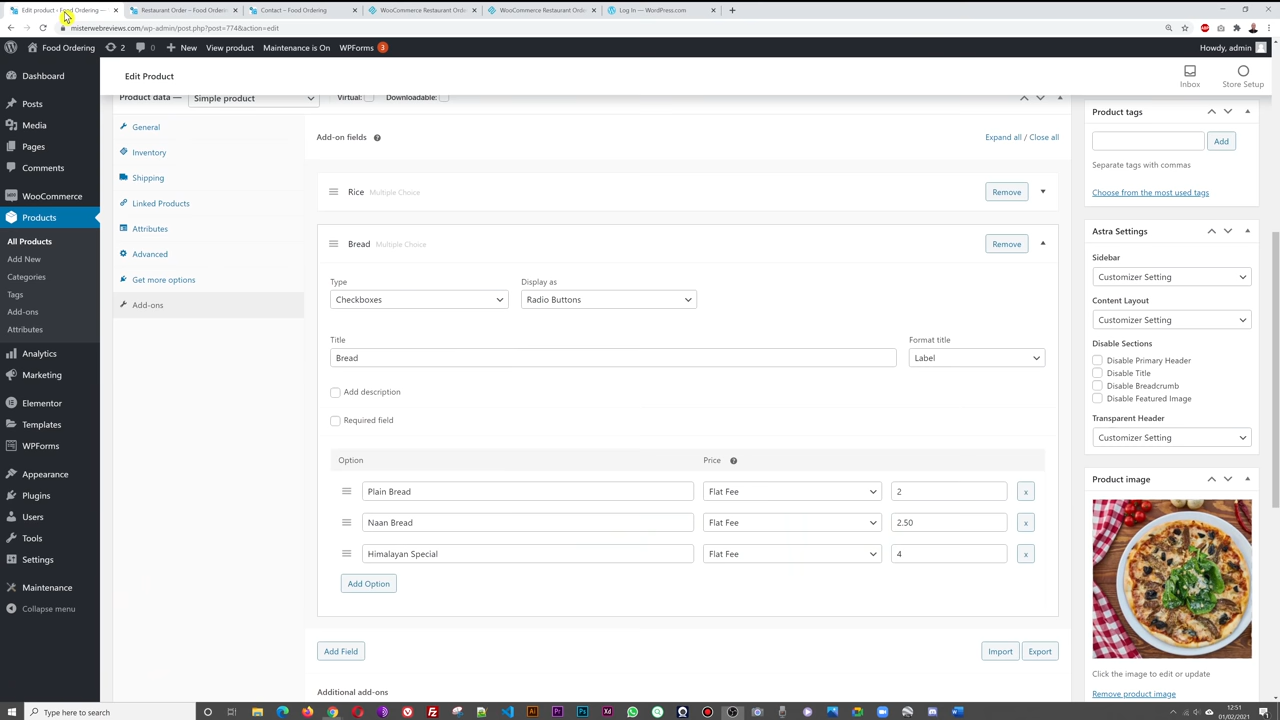 Edit product ‹ Food Ordering —
Restaurant Order – Food Ordering
Contact – Food Ordering
WooCommerce Restaurant Ord
WooCommerce Restaurant Ord
Log In — WordPress.com
misterwebreviews.com/wp-admin/post.php?post=774&action=edit
Food Ordering
2
0
New
View product
Maintenance is On
WPForms
3
Howdy, admin
Edit Product
Inbox
Store Setup
Dashboard
Posts
Media
Pages
Comments
WooCommerce
Products
All Products
Add New
Categories
Tags
Add-ons
Attributes
Analytics
Marketing
Elementor
Templates
WPForms
Appearance
Plugins
Users
Tools
Settings
Maintenance
Collapse menu
Product data —
Simple product
Virtual:
Downloadable:
General
Inventory
Shipping
Linked Products
Attributes
Advanced
Get more options
Add-ons
Add-on fields
Expand all / Close all
Rice Multiple Choice
Remove
Bread Multiple Choice
Remove
Type
Display as
Checkboxes
Radio Buttons
Title
Format title
Bread
Label
Add description
Required field
Option
Price
Plain Bread
Flat Fee
2
x
Naan Bread
Flat Fee
2.50
x
Himalayan Special
Flat Fee
4
x
Add Option
Add Field
Import
Export
Additional add-ons
Product tags
Add
Separate tags with commas
Choose from the most used tags
Astra Settings
Sidebar
Customizer Setting
Content Layout
Customizer Setting
Disable Sections
Disable Primary Header
Disable Title
Disable Breadcrumb
Disable Featured Image
Transparent Header
Customizer Setting
Product image
Click the image to edit or update
Remove product image
Type here to search
12:51
01/02/2021